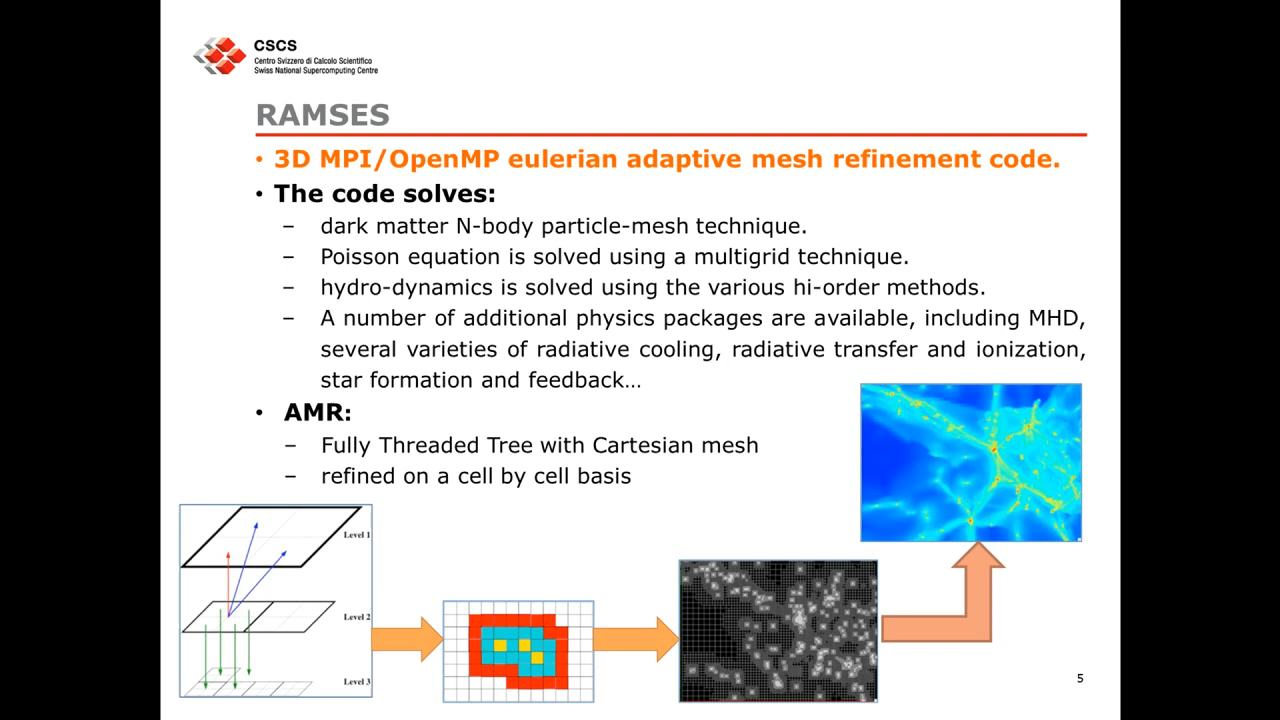 CSCS
Centro Svizzero di Calcolo Scientifico
Swiss National Supercomputing Centre
RAMSES
• 3D MPI/OpenMP eulerian adaptive mesh refinement code.
• The code solves:
– dark matter N-body particle-mesh technique.
– Poisson equation is solved using a multigrid technique.
– hydro-dynamics is solved using the various hi-order methods.
– A number of additional physics packages are available, including MHD,
several varieties of radiative cooling, radiative transfer and ionization,
star formation and feedback…
• AMR:
– Fully Threaded Tree with Cartesian mesh
– refined on a cell by cell basis
Level 1
Level 2
Level 3
5